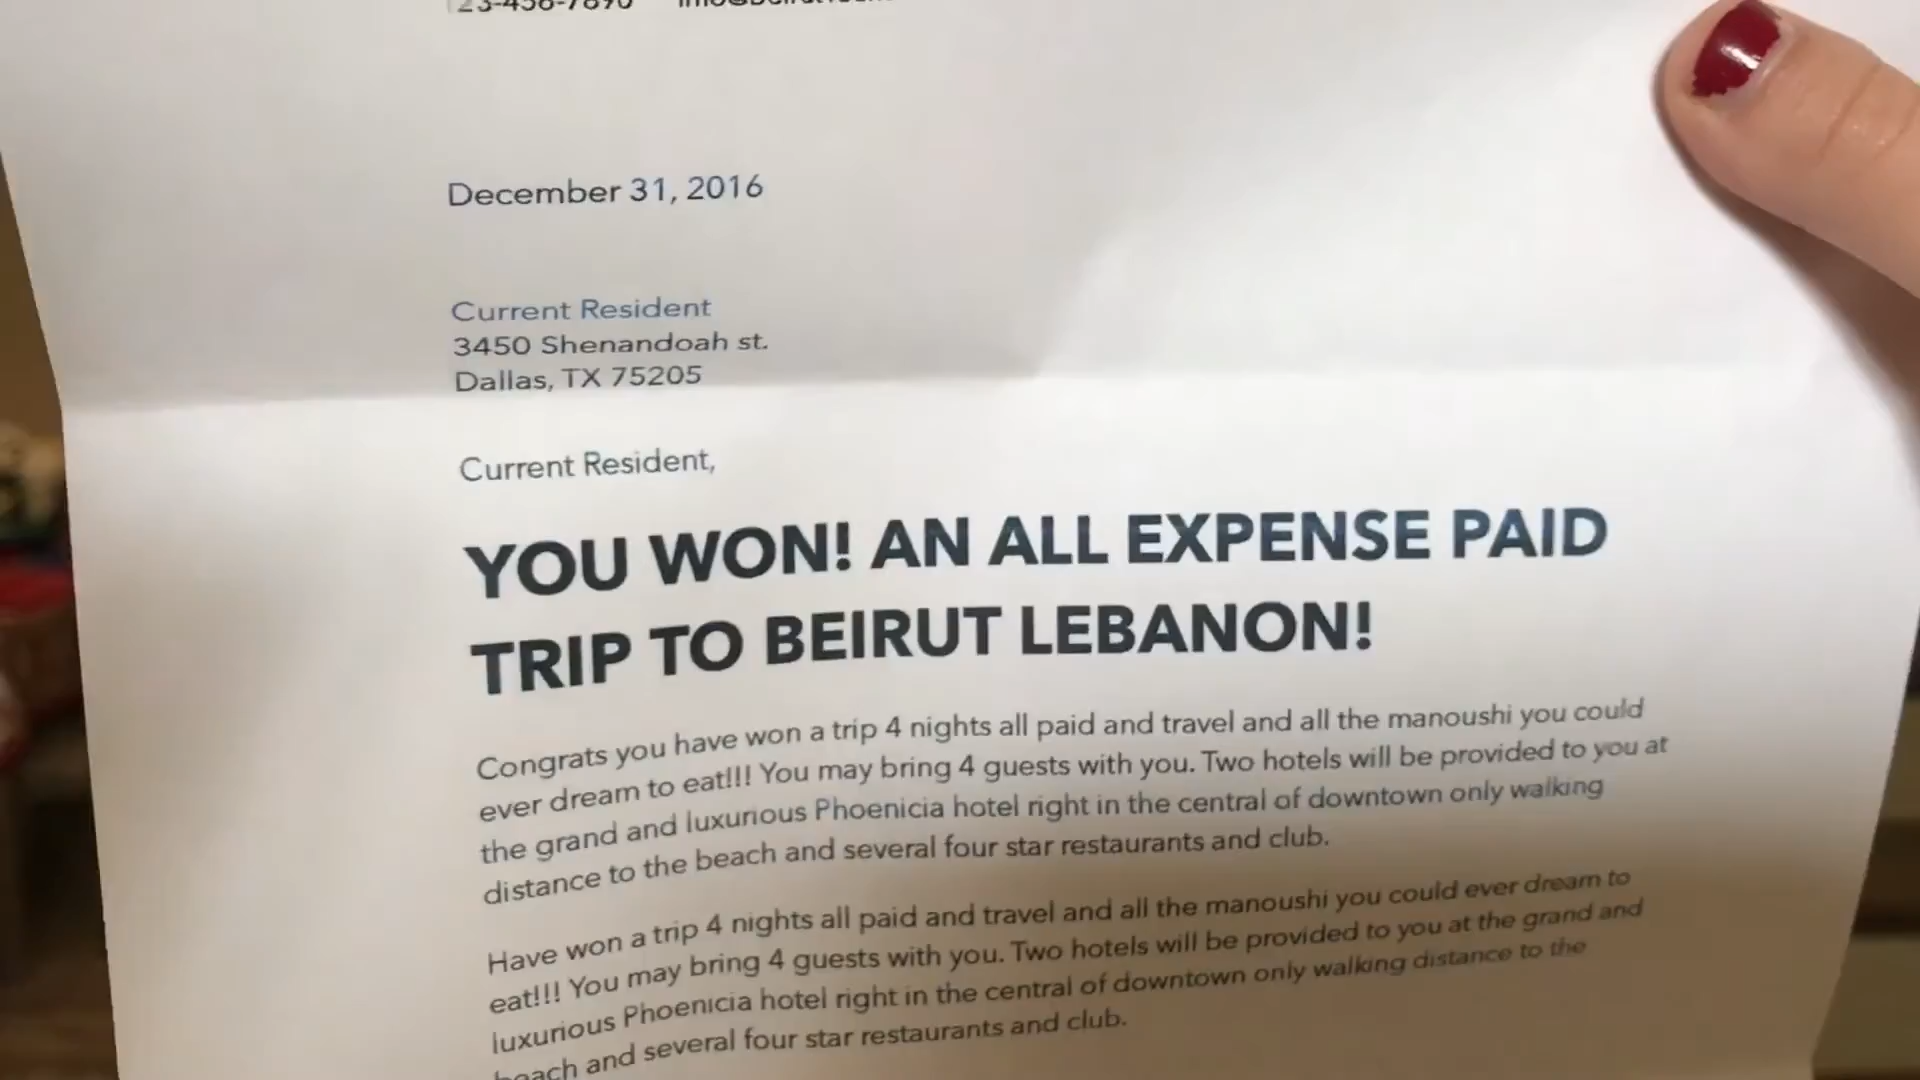 23-456-7890
December 31, 2016
Current Resident
3450 Shenandoah st.
Dallas, TX 75205
Current Resident,
YOU WON! AN ALL EXPENSE PAID
TRIP TO BEIRUT LEBANON!
Congrats you have won a trip 4 nights all paid and travel and all the manoushi you could
ever dream to eat!!! You may bring 4 guests with you. Two hotels will be provided to you at
the grand and luxurious Phoenicia hotel right in the central of downtown only walking
distance to the beach and several four star restaurants and club.
Have won a trip 4 nights all paid and travel and all the manoushi you could ever dream to
eat!!! You may bring 4 guests with you. Two hotels will be provided to you at the grand and
luxurious Phoenicia hotel right in the central of downtown only walking distance to the
beach and several four star restaurants and club.